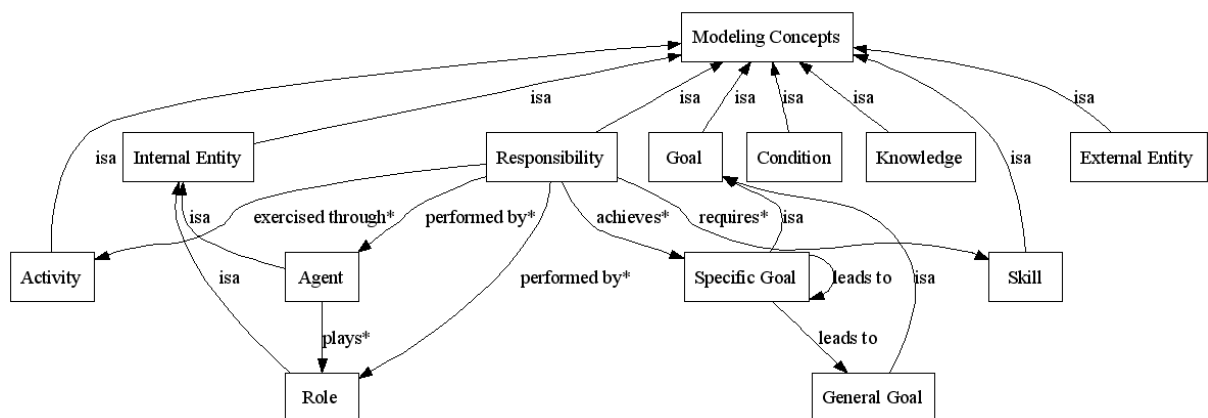 Modeling Concepts
isa
isa
isa
isa
isa
isa
Internal Entity
Responsibility
Goal
Condition
Knowledge
External Entity
isa
isa
exercised through*
isa
performed by*
achieves*
isa
requires*
Activity
Agent
isa
performed by*
Specific Goal
leads to
isa
Skill
plays*
leads to
Role
General Goal